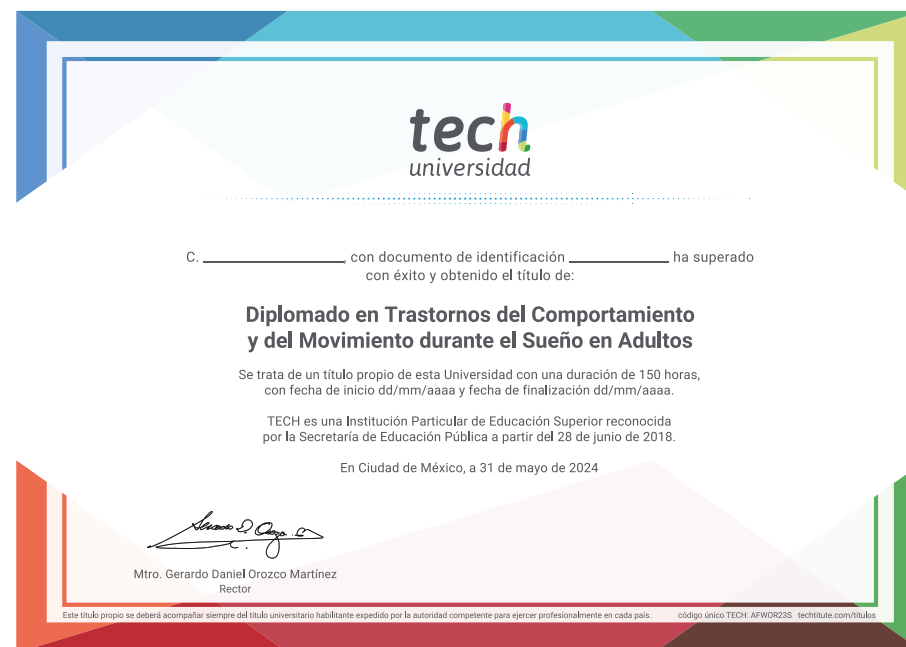 tech
universidad
C. ____________, con documento de identificación ____________ ha superado
con éxito y obtenido el título de:
Diplomado en Trastornos del Comportamiento
y del Movimiento durante el Sueño en Adultos
Se trata de un título propio de esta Universidad con una duración de 150 horas,
con fecha de inicio dd/mm/aaaa y fecha de finalización dd/mm/aaaa.
TECH es una Institución Particular de Educación Superior reconocida
por la Secretaría de Educación Pública a partir del 28 de junio de 2018.
En Ciudad de México, a 31 de mayo de 2024
Mtro. Gerardo Daniel Orozco Martínez
Rector
Este título propio se deberá acompañar siempre del título universitario habilitante expedido por la autoridad competente para ejercer profesionalmente en cada país. código único TECH: AFWOR23S techtitute.com/titulos